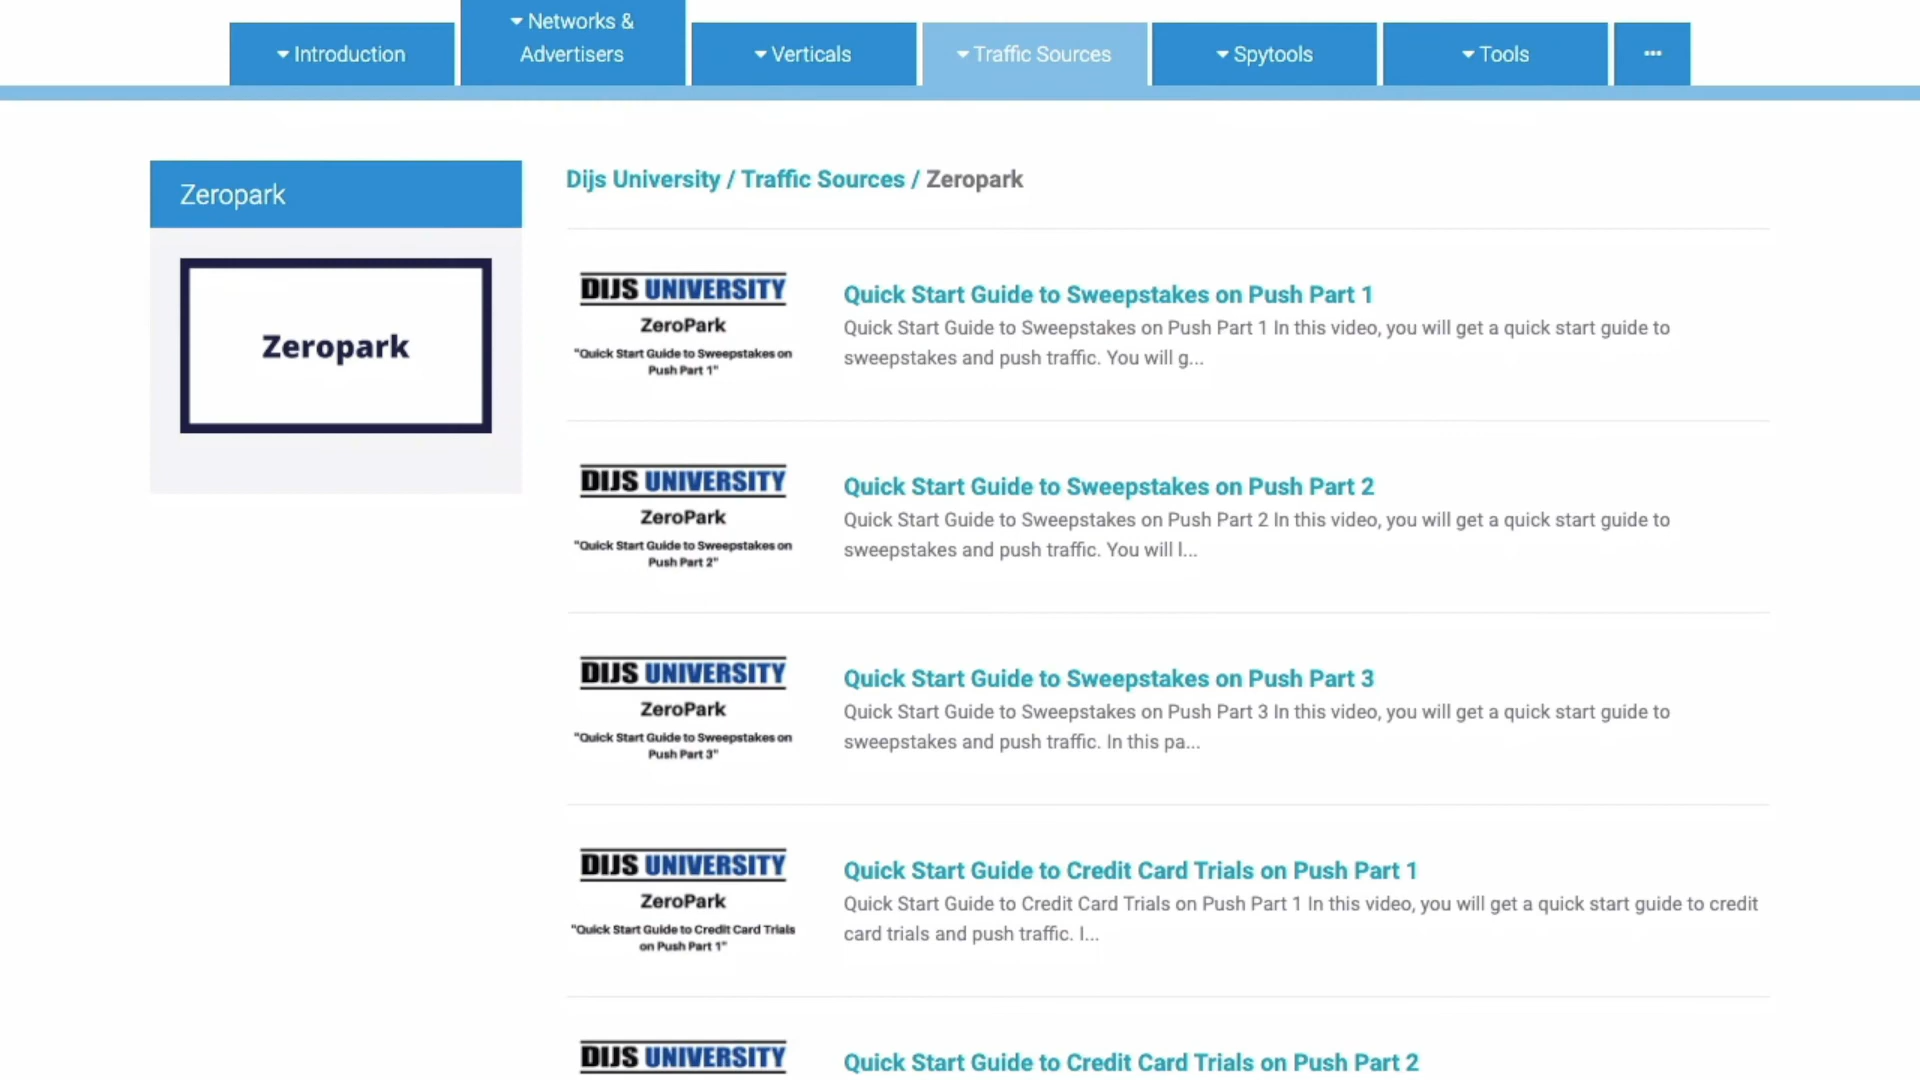 Introduction
Networks &
Advertisers
Verticals
Traffic Sources
Spytools
Tools
...
Zeropark
Zeropark
Dijs University / Traffic Sources / Zeropark
DIJS UNIVERSITY
ZeroPark
"Quick Start Guide to Sweepstakes on
Push Part 1"
Quick Start Guide to Sweepstakes on Push Part 1
Quick Start Guide to Sweepstakes on Push Part 1 In this video, you will get a quick start guide to
sweepstakes and push traffic. You will g...
DIJS UNIVERSITY
ZeroPark
"Quick Start Guide to Sweepstakes on
Push Part 2"
Quick Start Guide to Sweepstakes on Push Part 2
Quick Start Guide to Sweepstakes on Push Part 2 In this video, you will get a quick start guide to
sweepstakes and push traffic. You will l...
DIJS UNIVERSITY
ZeroPark
"Quick Start Guide to Sweepstakes on
Push Part 3"
Quick Start Guide to Sweepstakes on Push Part 3
Quick Start Guide to Sweepstakes on Push Part 3 In this video, you will get a quick start guide to
sweepstakes and push traffic. In this pa...
DIJS UNIVERSITY
ZeroPark
"Quick Start Guide to Credit Card Trials
on Push Part 1"
Quick Start Guide to Credit Card Trials on Push Part 1
Quick Start Guide to Credit Card Trials on Push Part 1 In this video, you will get a quick start guide to credit
card trials and push traffic. I...
DIJS UNIVERSITY
Quick Start Guide to Credit Card Trials on Push Part 2